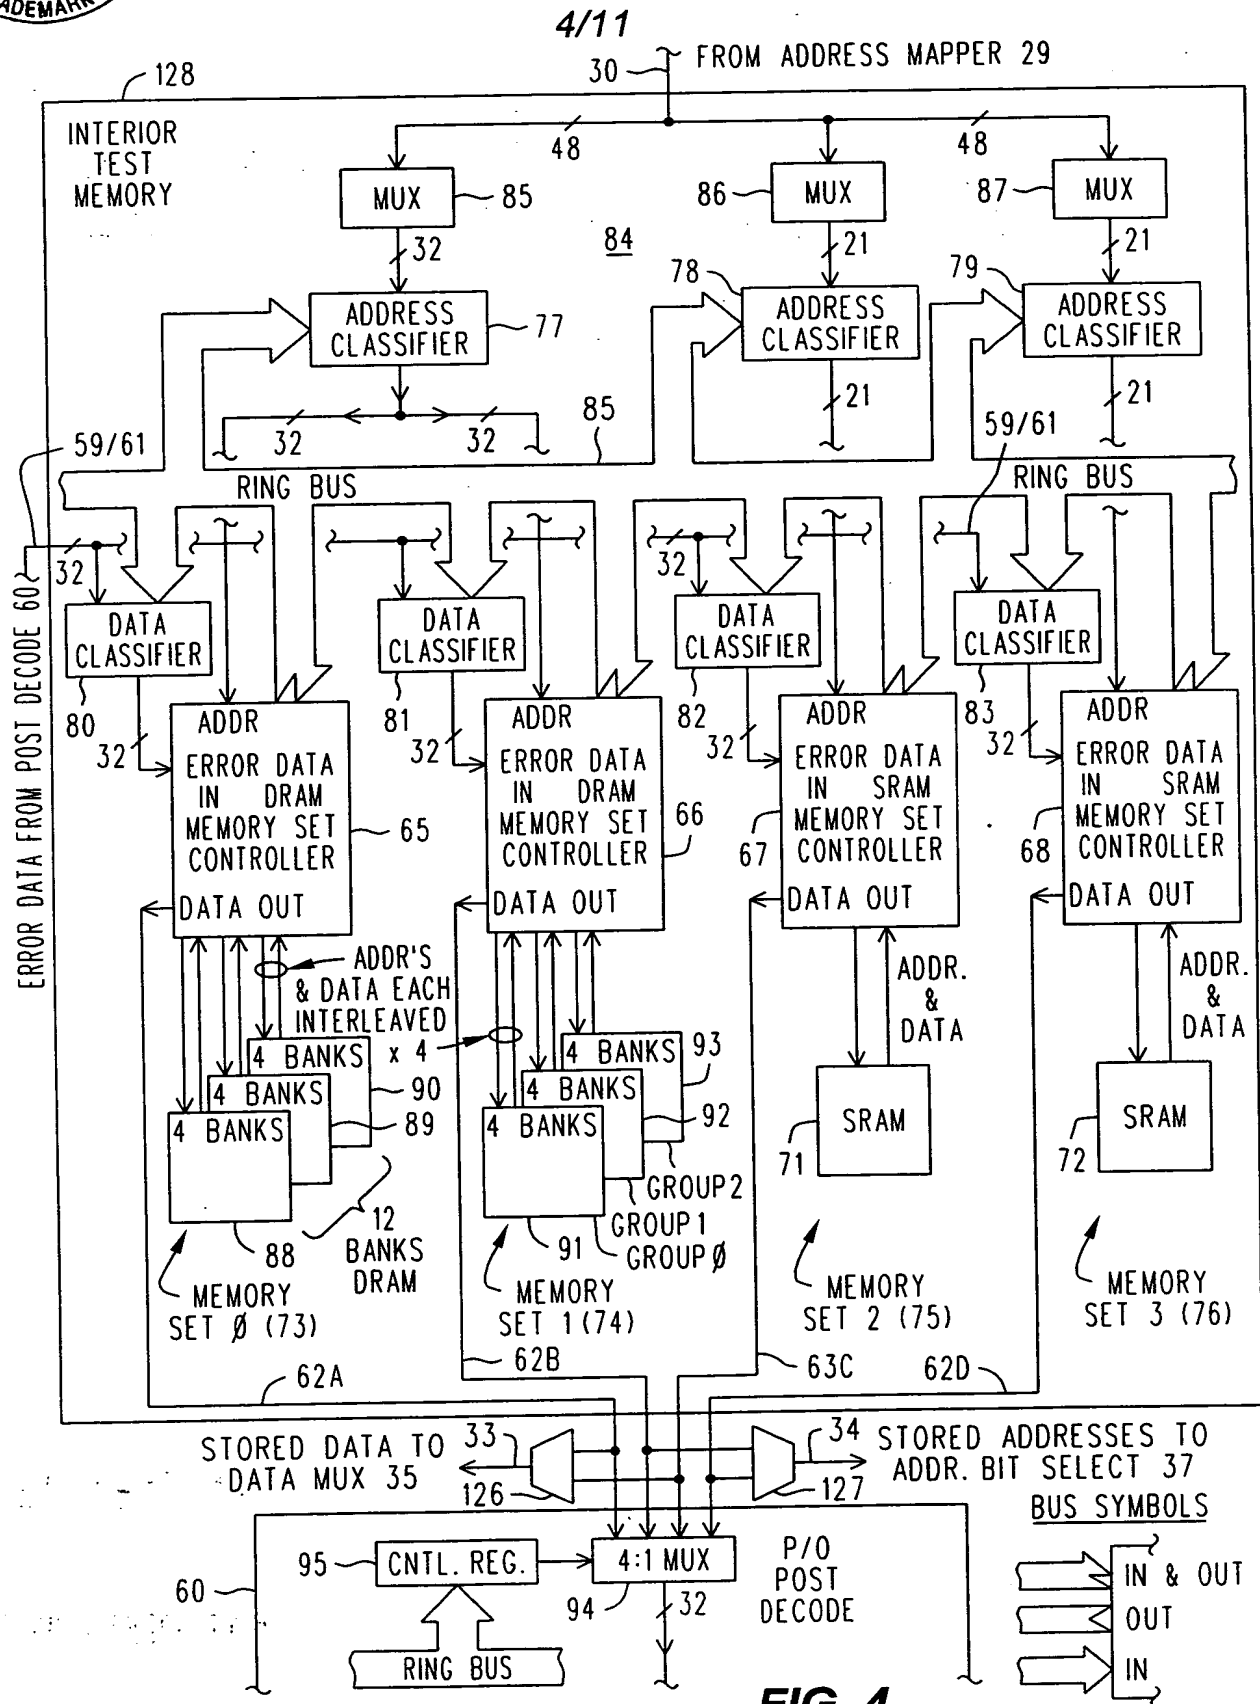 ADEMARK
4/11
FROM ADDRESS MAPPER 29
30
128
INTERIOR
TEST
MEMORY
48
48
MUX
85
86
MUX
87
MUX
32
84
21
21
78
79
ADDRESS
CLASSIFIER
77
ADDRESS
CLASSIFIER
ADDRESS
CLASSIFIER
21
21
32
32
85
59/61
59/61
RING BUS
RING BUS
ERROR DATA FROM POST DECODE 60
32
32
DATA
CLASSIFIER
DATA
CLASSIFIER
DATA
CLASSIFIER
DATA
CLASSIFIER
80
81
82
83
32
32
32
32
ADDR
ERROR DATA
IN DRAM
MEMORY SET
CONTROLLER
DATA OUT
65
ADDR
ERROR DATA
IN DRAM
MEMORY SET
CONTROLLER
DATA OUT
66
ADDR
ERROR DATA
IN SRAM
MEMORY SET
CONTROLLER
DATA OUT
67
ADDR
ERROR DATA
IN SRAM
MEMORY SET
CONTROLLER
DATA OUT
68
ADDR'S
& DATA EACH
INTERLEAVED
x 4
4 BANKS
90
4 BANKS
89
4 BANKS
88
12
BANKS
DRAM
4 BANKS
93
4 BANKS
92
4 BANKS
91
GROUP 2
GROUP 1
GROUP Ø
ADDR.
&
DATA
SRAM
71
ADDR.
&
DATA
SRAM
72
MEMORY
SET Ø (73)
MEMORY
SET 1 (74)
MEMORY
SET 2 (75)
MEMORY
SET 3 (76)
62A
62B
63C
62D
STORED DATA TO
DATA MUX 35
33
126
34
127
STORED ADDRESSES TO
ADDR. BIT SELECT 37
BUS SYMBOLS
95
CNTL. REG.
4:1 MUX
P/O
POST
DECODE
60
94
32
RING BUS
IN & OUT
OUT
IN
FIG. 4